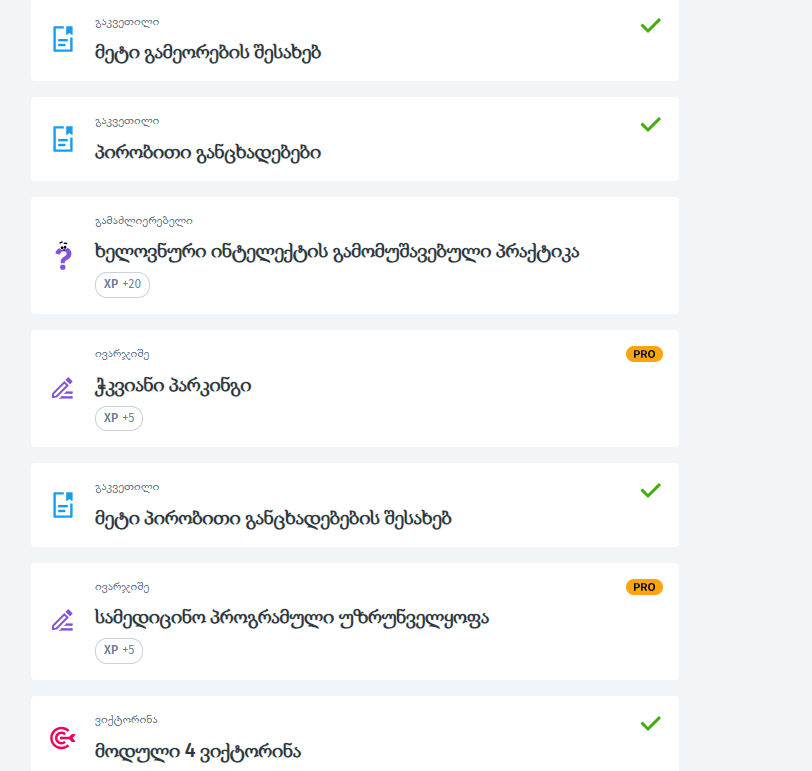 გაკვეთილი
მეტი გამეორების შესახებ
გაკვეთილი
პირობითი განცხადებები
გამაძლიერებელი
ხელოვნური ინტელექტის გამომუშავებული პრაქტიკა
XP +20
ივარჯიშე
PRO
ჭკვიანი პარკინგი
XP +5
გაკვეთილი
მეტი პირობითი განცხადებების შესახებ
ივარჯიშე
PRO
სამედიცინო პროგრამული უზრუნველყოფა
XP +5
ვიქტორინა
მოდული 4 ვიქტორინა